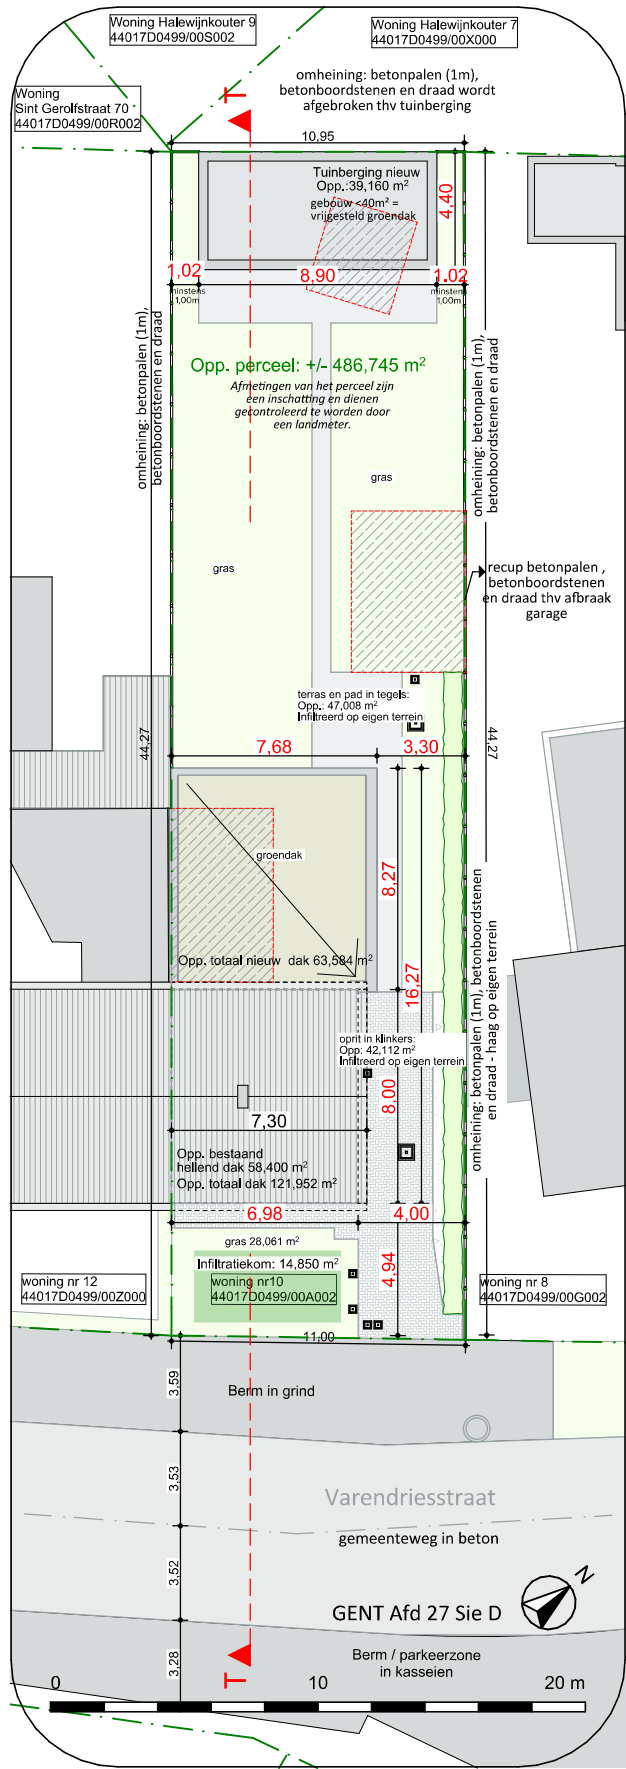 Woning Halewijnkouter 9
44017D0499/00S002
Woning Halewijnkouter 7
44017D0499/00X000
Woning
Sint Gerolfstraat 70
44017D0499/00R002
omheining: betonpalen (1m),
betonboordstenen en draad wordt
afgebroken thv tuinberging
T
10,95
Tuinberging nieuw
Opp.:39,160 m²
gebouw <40m² =
vrijgesteld groendak
4,40
1,02
8,90
1.02
minstens
1,00m
minstens
1,00m
omheining: betonpalen (1m),
betonboordstenen en draad
omheining: betonpalen (1m),
betonboordstenen en draad
Opp. perceel: +/- 486,745 m²
Afmetingen van het perceel zijn
een inschatting en dienen
gecontroleerd te worden door
een landmeter.
gras
gras
recup betonpalen ,
betonboordstenen
en draad thv afbraak
garage
terras en pad in tegels:
Opp.: 47,008 m²
Infiltreerd op eigen terrein
44,27
44,27
7,68
3,30
groendak
8,27
Opp. totaal nieuw dak 63,584 m²
16,27
omheining: betonpalen (1m), betonboordstenen
en draad - haag op eigen terrein
oprit in klinkers:
Opp: 42,112 m²
Infiltreerd op eigen terrein
8,00
7,30
Opp. bestaand
hellend dak 58,400 m²
Opp. totaal dak 121,952 m²
6,98
4,00
gras 28,061 m²
Infiltratiekom: 14,850 m²
4,94
woning nr 12
44017D0499/00Z000
woning nr10
44017D0499/00A002
woning nr 8
44017D0499/00G002
11,00
3,59
Berm in grind
3,53
Varendriesstraat
gemeenteweg in beton
3,52
N
GENT Afd 27 Sie D
3,28
Berm / parkeerzone
in kasseien
T
0
10
20 m